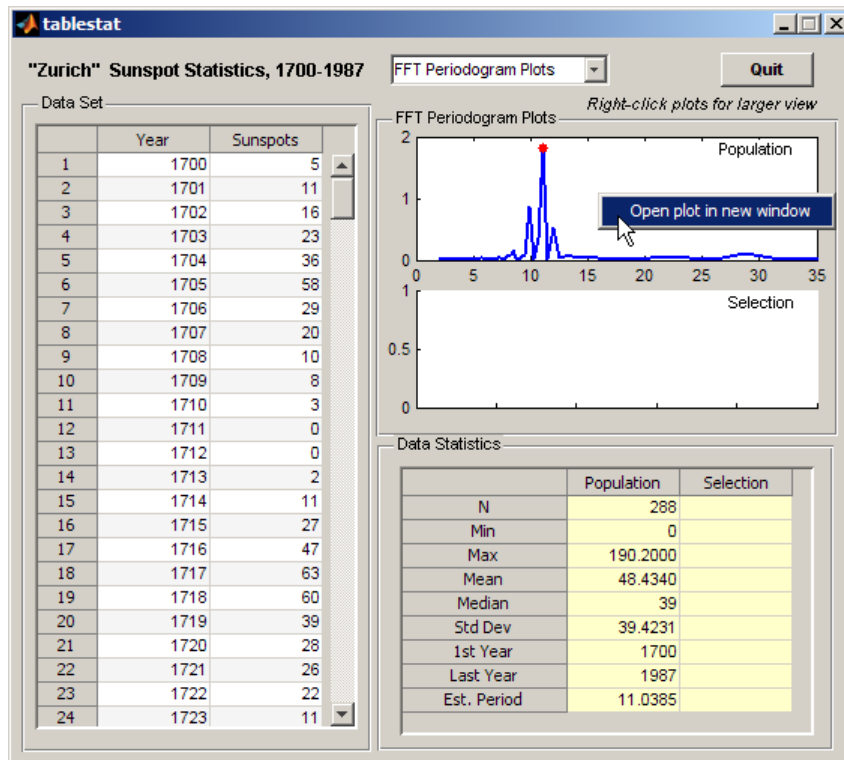 tablestat
"Zurich" Sunspot Statistics, 1700-1987
FFT Periodogram Plots
Quit
Right-click plots for larger view
Data Set
Year Sunspots
1 1700 5
2 1701 11
3 1702 16
4 1703 23
5 1704 36
6 1705 58
7 1706 29
8 1707 20
9 1708 10
10 1709 8
11 1710 3
12 1711 0
13 1712 0
14 1713 2
15 1714 11
16 1715 27
17 1716 47
18 1717 63
19 1718 60
20 1719 39
21 1720 28
22 1721 26
23 1722 22
24 1723 11
FFT Periodogram Plots
Population
2
1
0
0 5 10 15 20 25 30 35
Open plot in new window
Selection
1
0.5
0
Data Statistics
Population Selection
N 288
Min 0
Max 190.2000
Mean 48.4340
Median 39
Std Dev 39.4231
1st Year 1700
Last Year 1987
Est. Period 11.0385